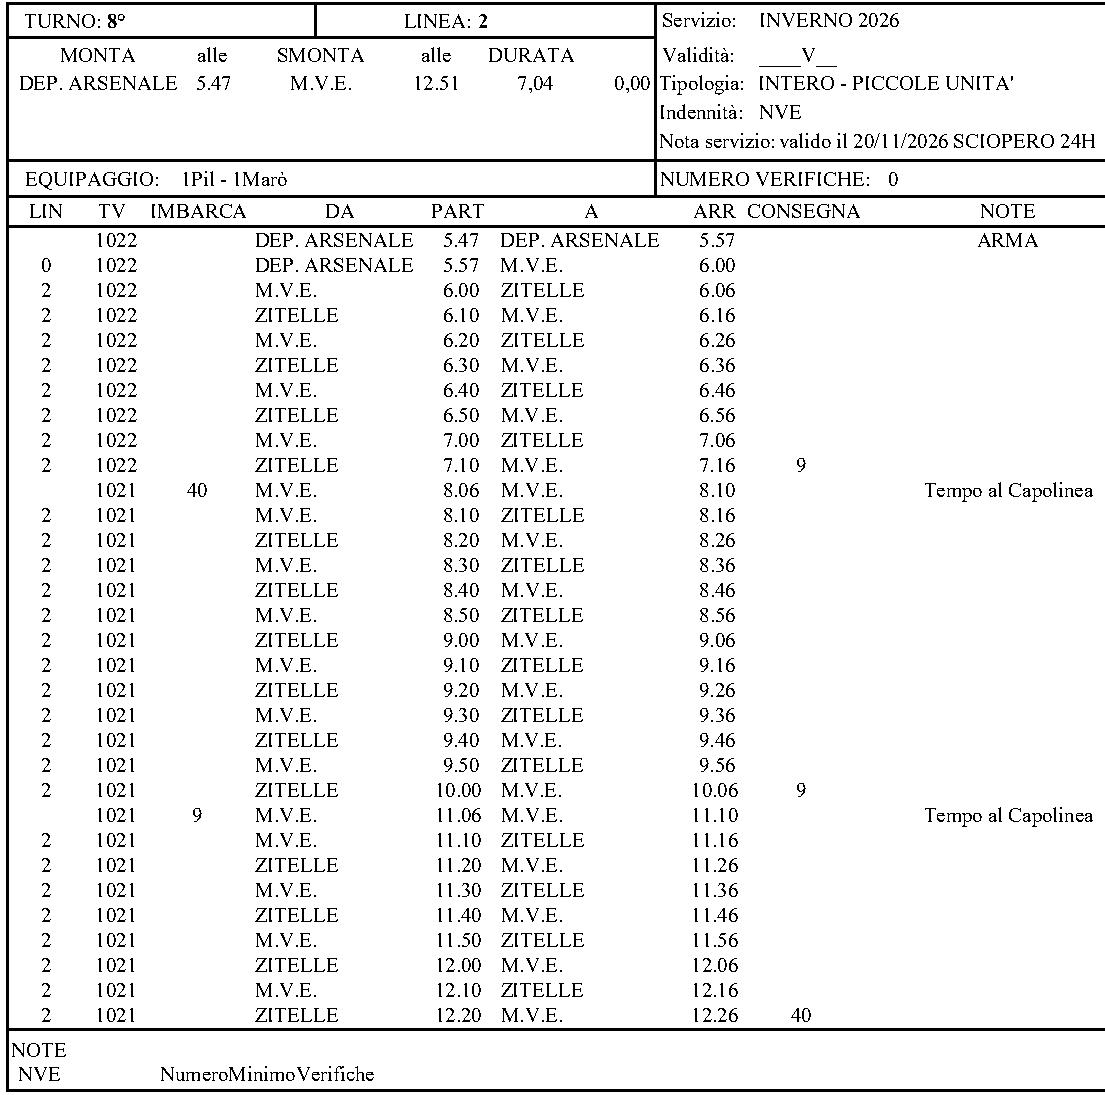 TURNO: 8° LINEA: 2 Servizio: INVERNO 2026
MONTA alle SMONTA alle DURATA Validità: ____V__
DEP. ARSENALE 5.47 M.V.E. 12.51 7,04 0,00 Tipologia: INTERO - PICCOLE UNITA'
Indennità: NVE
Nota servizio: valido il 20/11/2026 SCIOPERO 24H
EQUIPAGGIO: 1Pil - 1Marò NUMERO VERIFICHE: 0
LIN TV IMBARCA DA PART A ARR CONSEGNA NOTE
1022 DEP. ARSENALE 5.47 DEP. ARSENALE 5.57 ARMA
0 1022 DEP. ARSENALE 5.57 M.V.E. 6.00
2 1022 M.V.E. 6.00 ZITELLE 6.06
2 1022 ZITELLE 6.10 M.V.E. 6.16
2 1022 M.V.E. 6.20 ZITELLE 6.26
2 1022 ZITELLE 6.30 M.V.E. 6.36
2 1022 M.V.E. 6.40 ZITELLE 6.46
2 1022 ZITELLE 6.50 M.V.E. 6.56
2 1022 M.V.E. 7.00 ZITELLE 7.06
2 1022 ZITELLE 7.10 M.V.E. 7.16 9
1021 40 M.V.E. 8.06 M.V.E. 8.10 Tempo al Capolinea
2 1021 M.V.E. 8.10 ZITELLE 8.16
2 1021 ZITELLE 8.20 M.V.E. 8.26
2 1021 M.V.E. 8.30 ZITELLE 8.36
2 1021 ZITELLE 8.40 M.V.E. 8.46
2 1021 M.V.E. 8.50 ZITELLE 8.56
2 1021 ZITELLE 9.00 M.V.E. 9.06
2 1021 M.V.E. 9.10 ZITELLE 9.16
2 1021 ZITELLE 9.20 M.V.E. 9.26
2 1021 M.V.E. 9.30 ZITELLE 9.36
2 1021 ZITELLE 9.40 M.V.E. 9.46
2 1021 M.V.E. 9.50 ZITELLE 9.56
2 1021 ZITELLE 10.00 M.V.E. 10.06 9
1021 9 M.V.E. 11.06 M.V.E. 11.10 Tempo al Capolinea
2 1021 M.V.E. 11.10 ZITELLE 11.16
2 1021 ZITELLE 11.20 M.V.E. 11.26
2 1021 M.V.E. 11.30 ZITELLE 11.36
2 1021 ZITELLE 11.40 M.V.E. 11.46
2 1021 M.V.E. 11.50 ZITELLE 11.56
2 1021 ZITELLE 12.00 M.V.E. 12.06
2 1021 M.V.E. 12.10 ZITELLE 12.16
2 1021 ZITELLE 12.20 M.V.E. 12.26 40
NOTE
NVE NumeroMinimoVerifiche